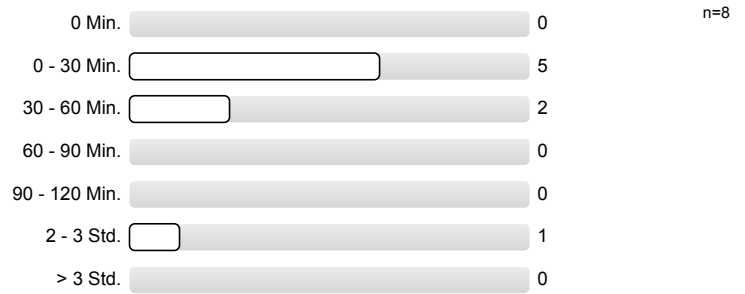 n=8
0 Min. 0
0 - 30 Min. 5
30 - 60 Min. 2
60 - 90 Min. 0
90 - 120 Min. 0
2 - 3 Std. 1
> 3 Std. 0